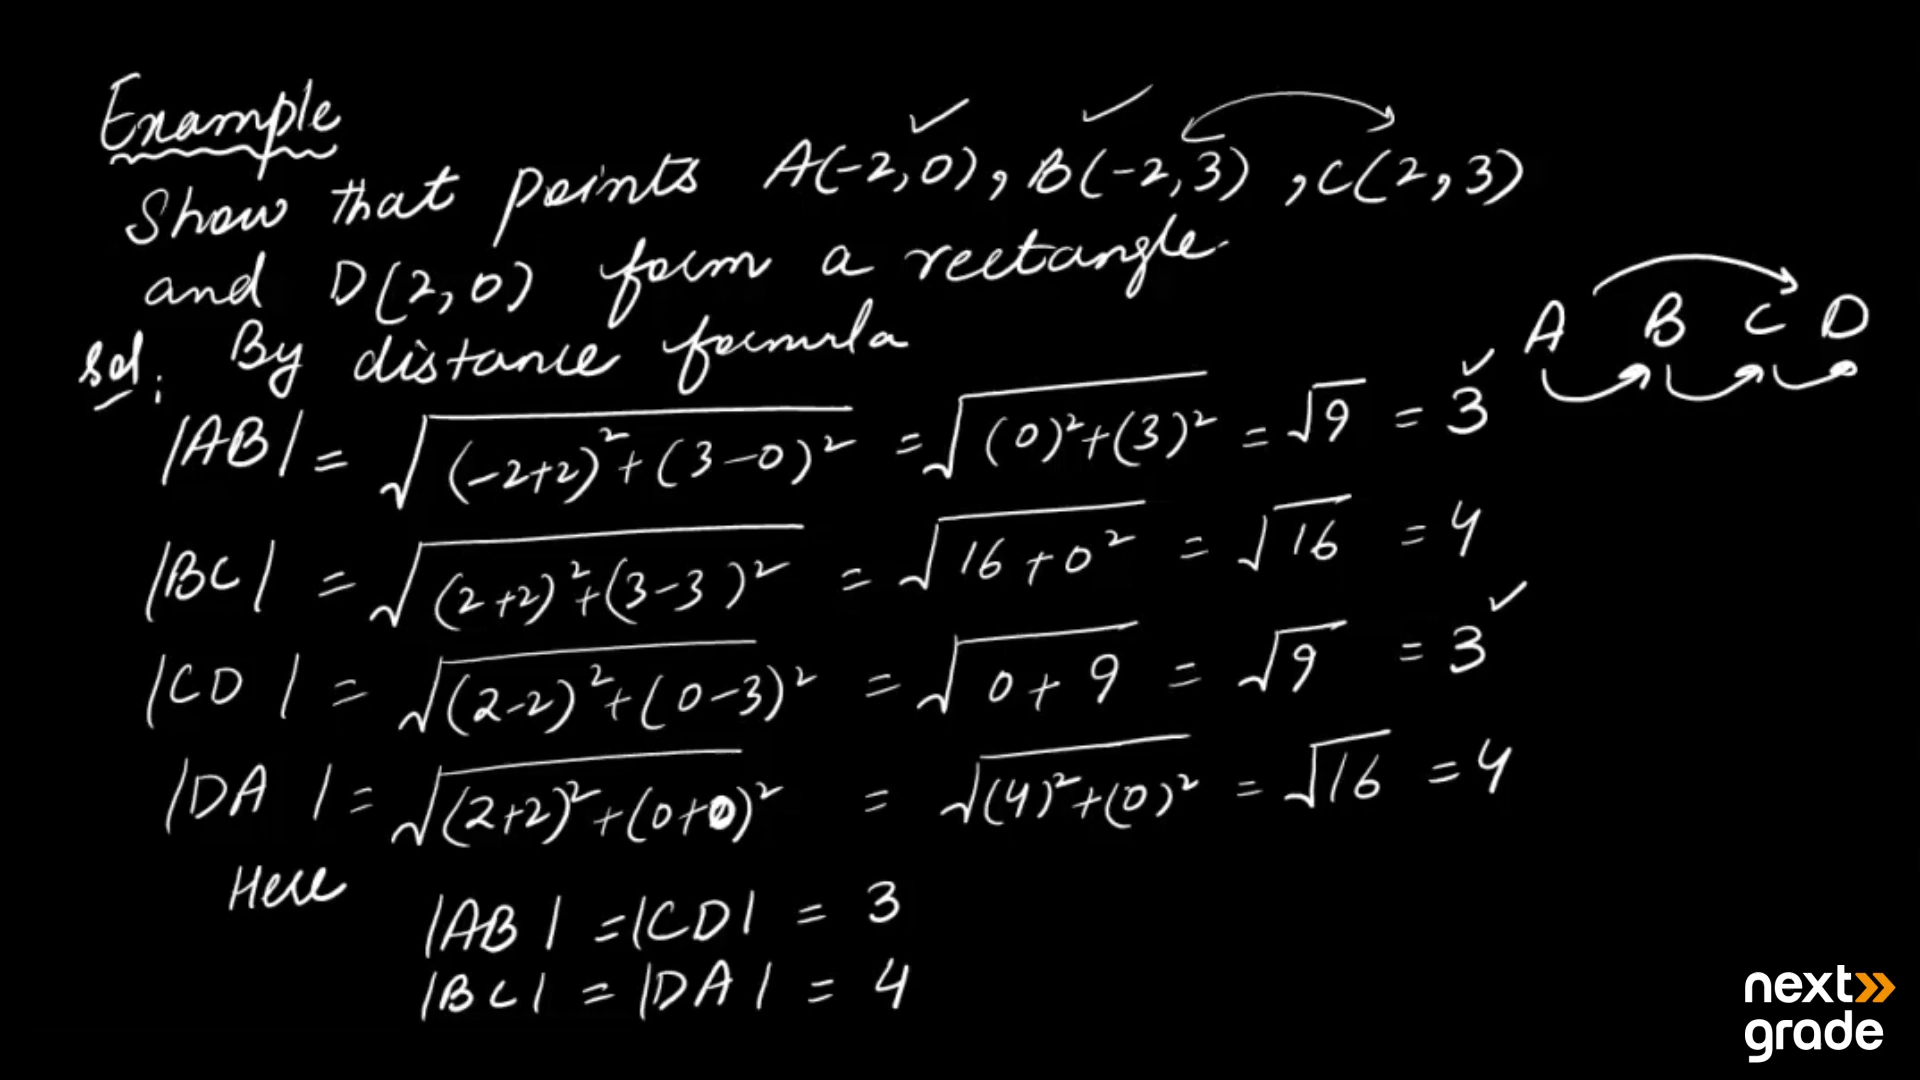 Example
Show that points A(-2,0), B(-2,3), C(2,3)
and D(2,0) form a rectangle.
A B C D
Sol: By distance formula
|AB| = √((-2+2)²+(3-0)²) = √((0)²+(3)²) = √9 = 3
|BC| = √((2+2)²+(3-3)²) = √(16+0²) = √16 = 4
|CD| = √((2-2)²+(0-3)²) = √(0+9) = √9 = 3
|DA| = √((2+2)²+(0+0)²) = √((4)²+(0)²) = √16 = 4
Here
|AB| = |CD| = 3
|BC| = |DA| = 4
next
grade